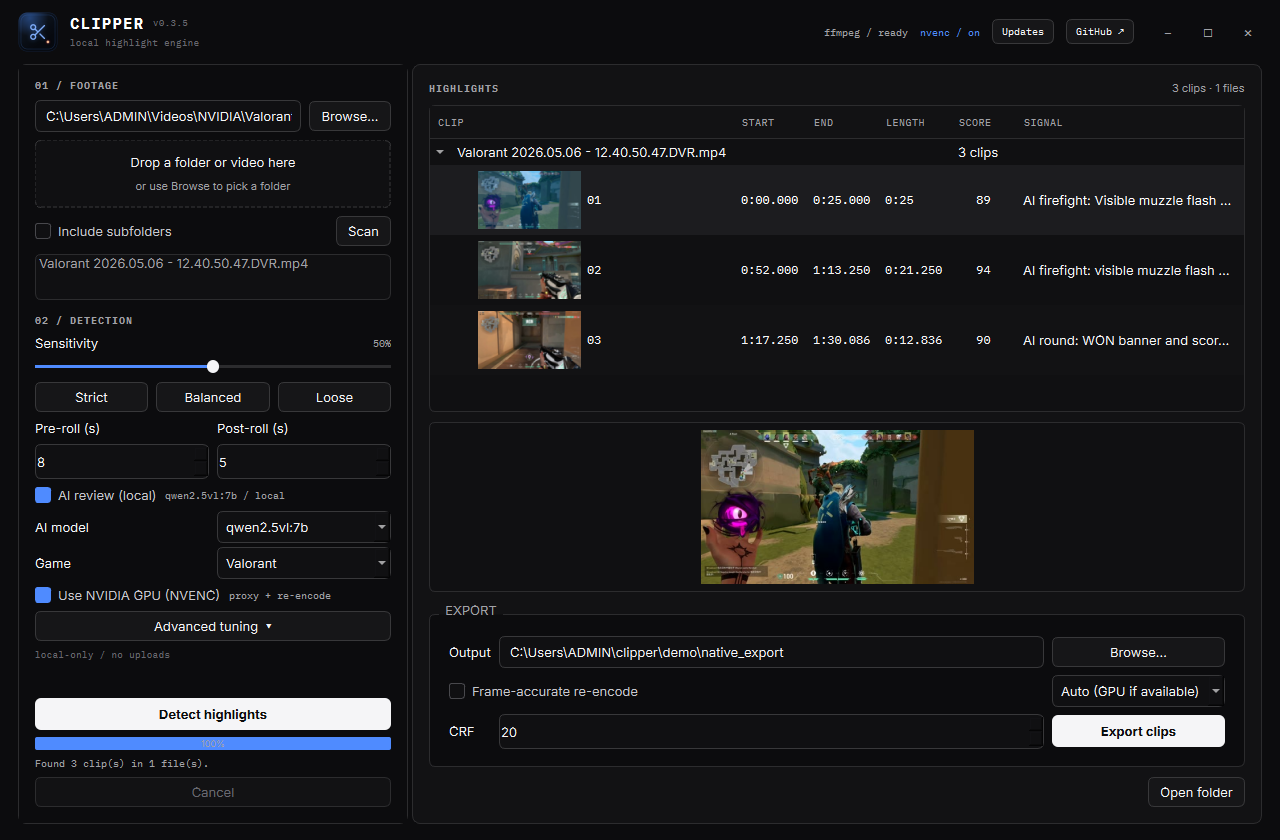 CLIPPER v0.3.5
local highlight engine
ffmpeg / ready nvenc / on Updates GitHub ↗
01 / FOOTAGE
C:\Users\ADMIN\Videos\NVIDIA\Valorant Browse...
Drop a folder or video here
or use Browse to pick a folder
Include subfolders Scan
Valorant 2026.05.06 - 12.40.50.47.DVR.mp4
02 / DETECTION
Sensitivity 50%
Strict Balanced Loose
Pre-roll (s) Post-roll (s)
8 5
AI review (local) qwen2.5vl:7b / local
AI model qwen2.5vl:7b
Game Valorant
Use NVIDIA GPU (NVENC) proxy + re-encode
Advanced tuning ▾
local-only / no uploads
Detect highlights
100%
Found 3 clip(s) in 1 file(s).
Cancel
HIGHLIGHTS 3 clips · 1 files
CLIP START END LENGTH SCORE SIGNAL
Valorant 2026.05.06 - 12.40.50.47.DVR.mp4 3 clips
01 0:00.000 0:25.000 0:25 89 AI firefight: Visible muzzle flash ...
02 0:52.000 1:13.250 0:21.250 94 AI firefight: visible muzzle flash ...
03 1:17.250 1:30.086 0:12.836 90 AI round: WON banner and scor...
100
EXPORT
Output C:\Users\ADMIN\clipper\demo\native_export Browse...
Frame-accurate re-encode Auto (GPU if available)
CRF 20 Export clips
Open folder